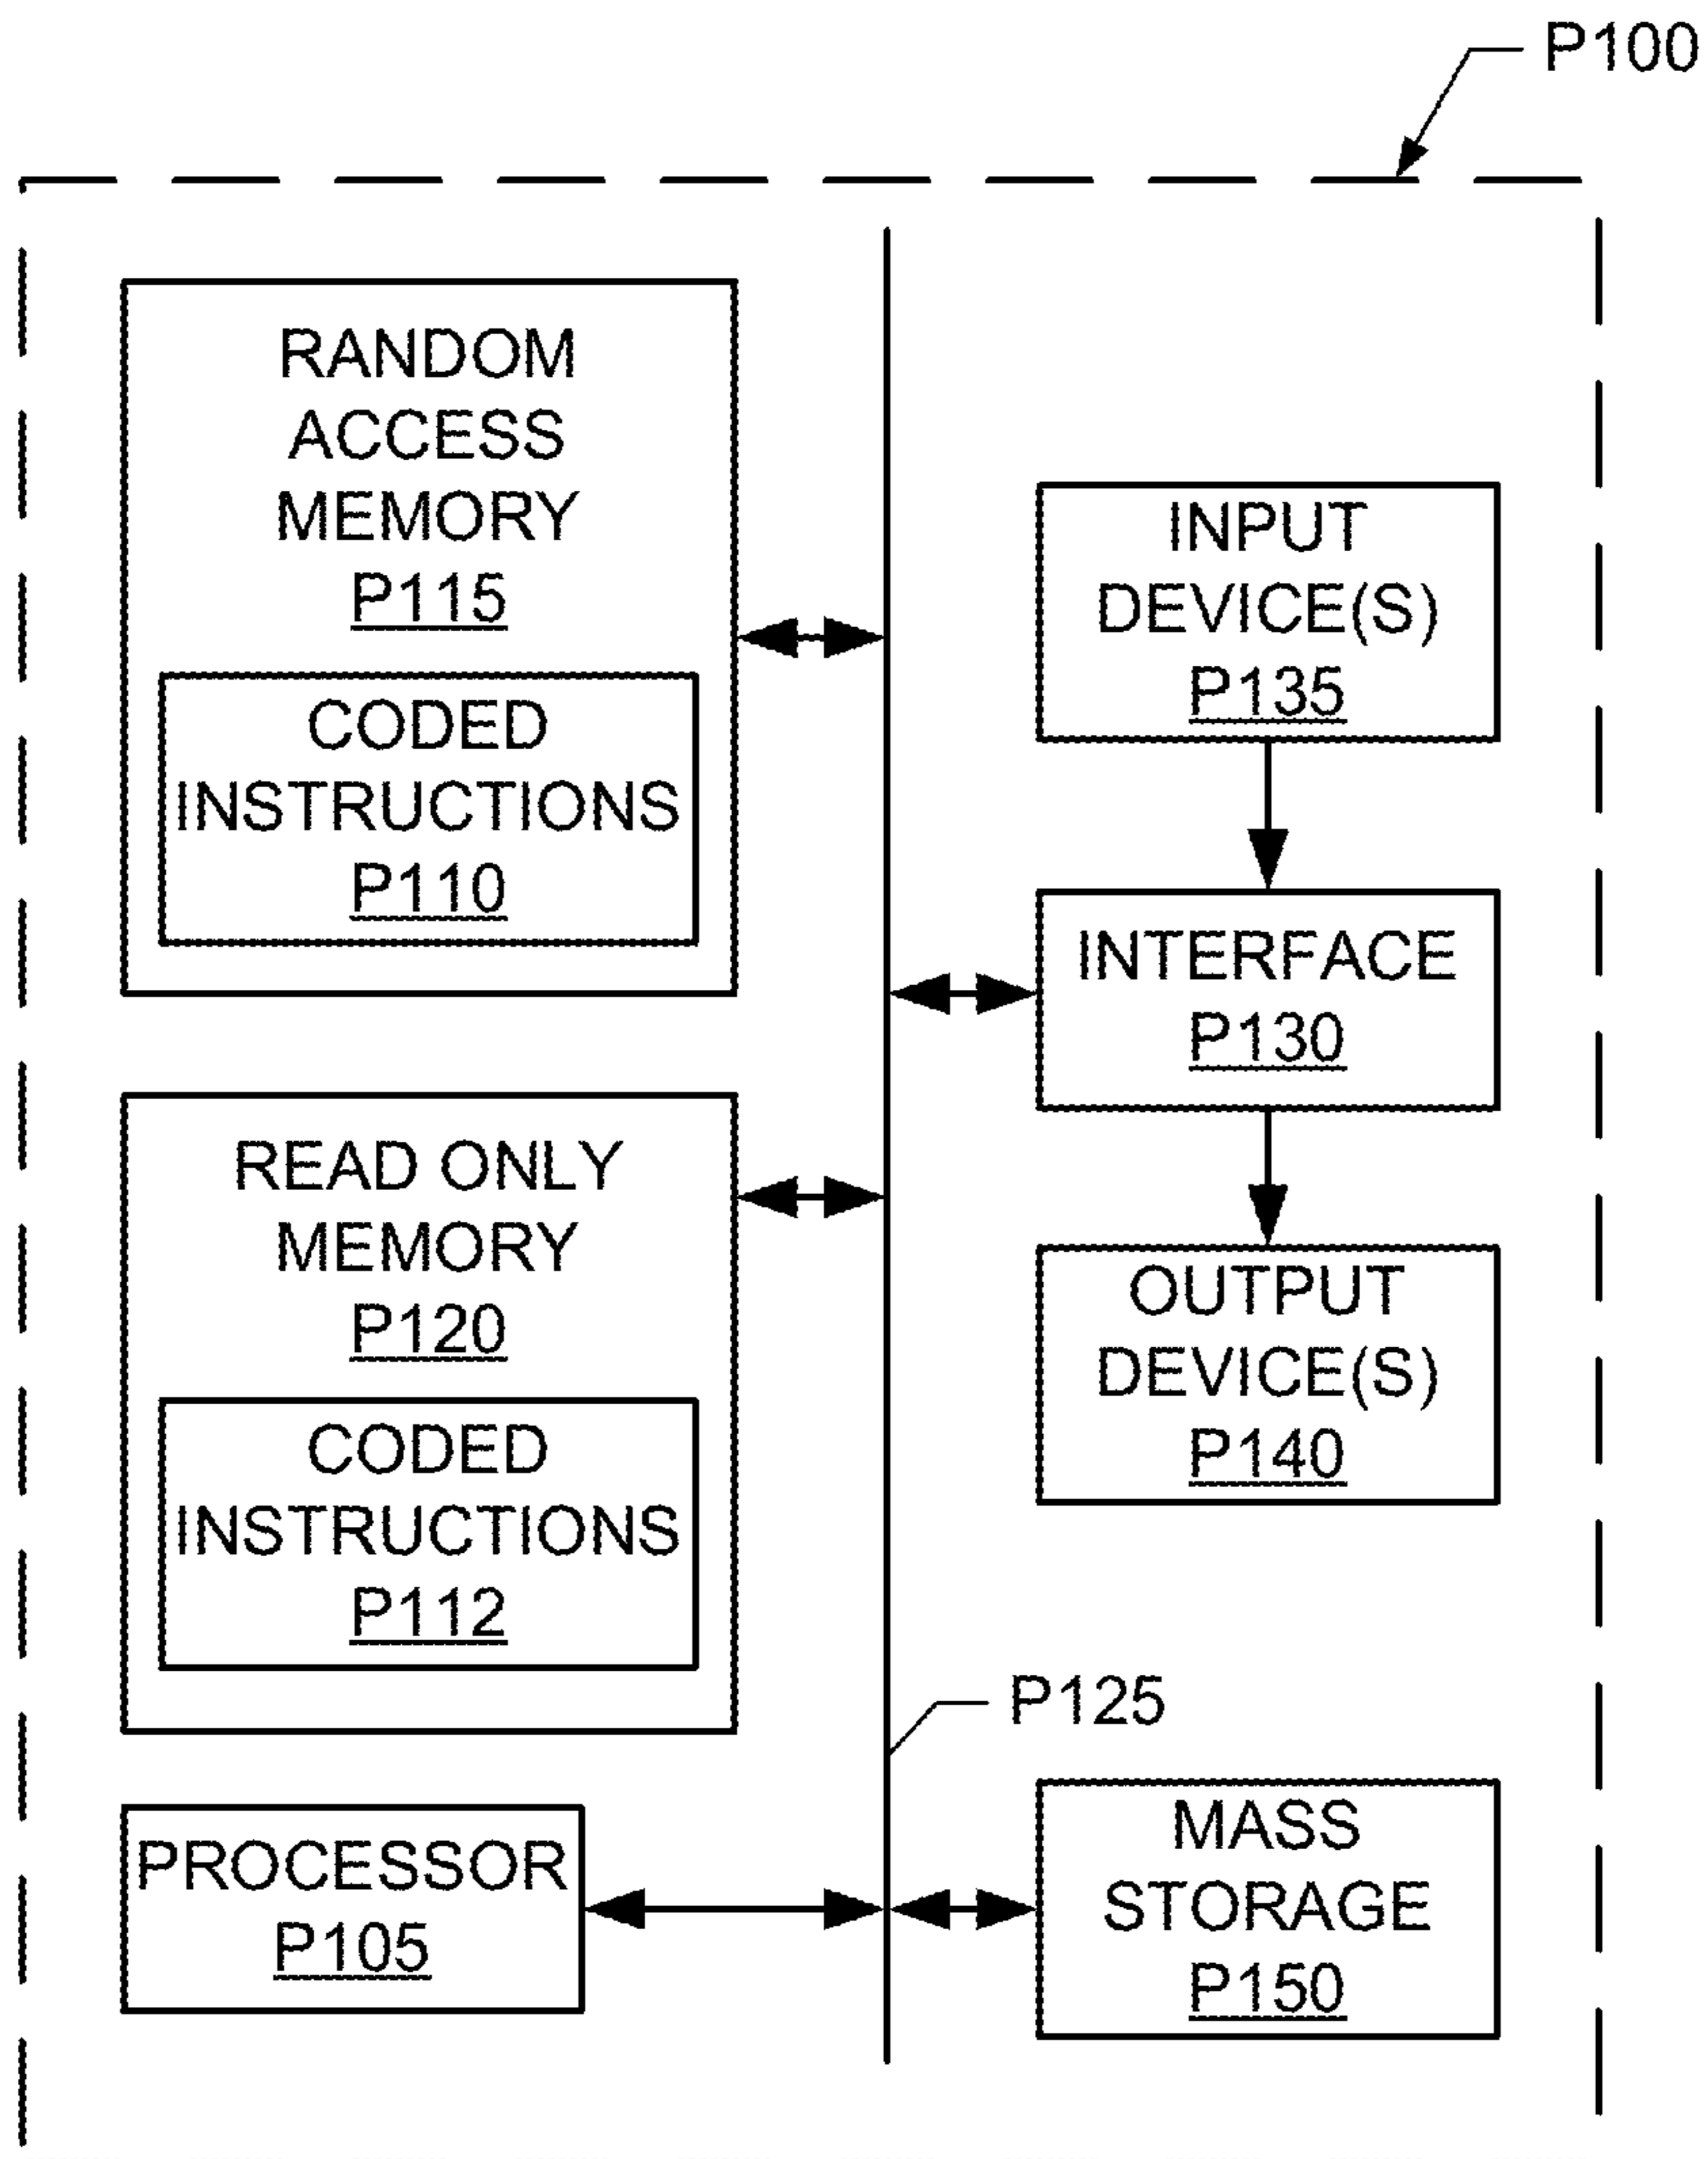 P100
RANDOM
ACCESS
MEMORY
P115
CODED
INSTRUCTIONS
P110
READ ONLY
MEMORY
P120
CODED
INSTRUCTIONS
P112
PROCESSOR
P105
INPUT
DEVICE(S)
P135
INTERFACE
P130
OUTPUT
DEVICE(S)
P140
P125
MASS
STORAGE
P150